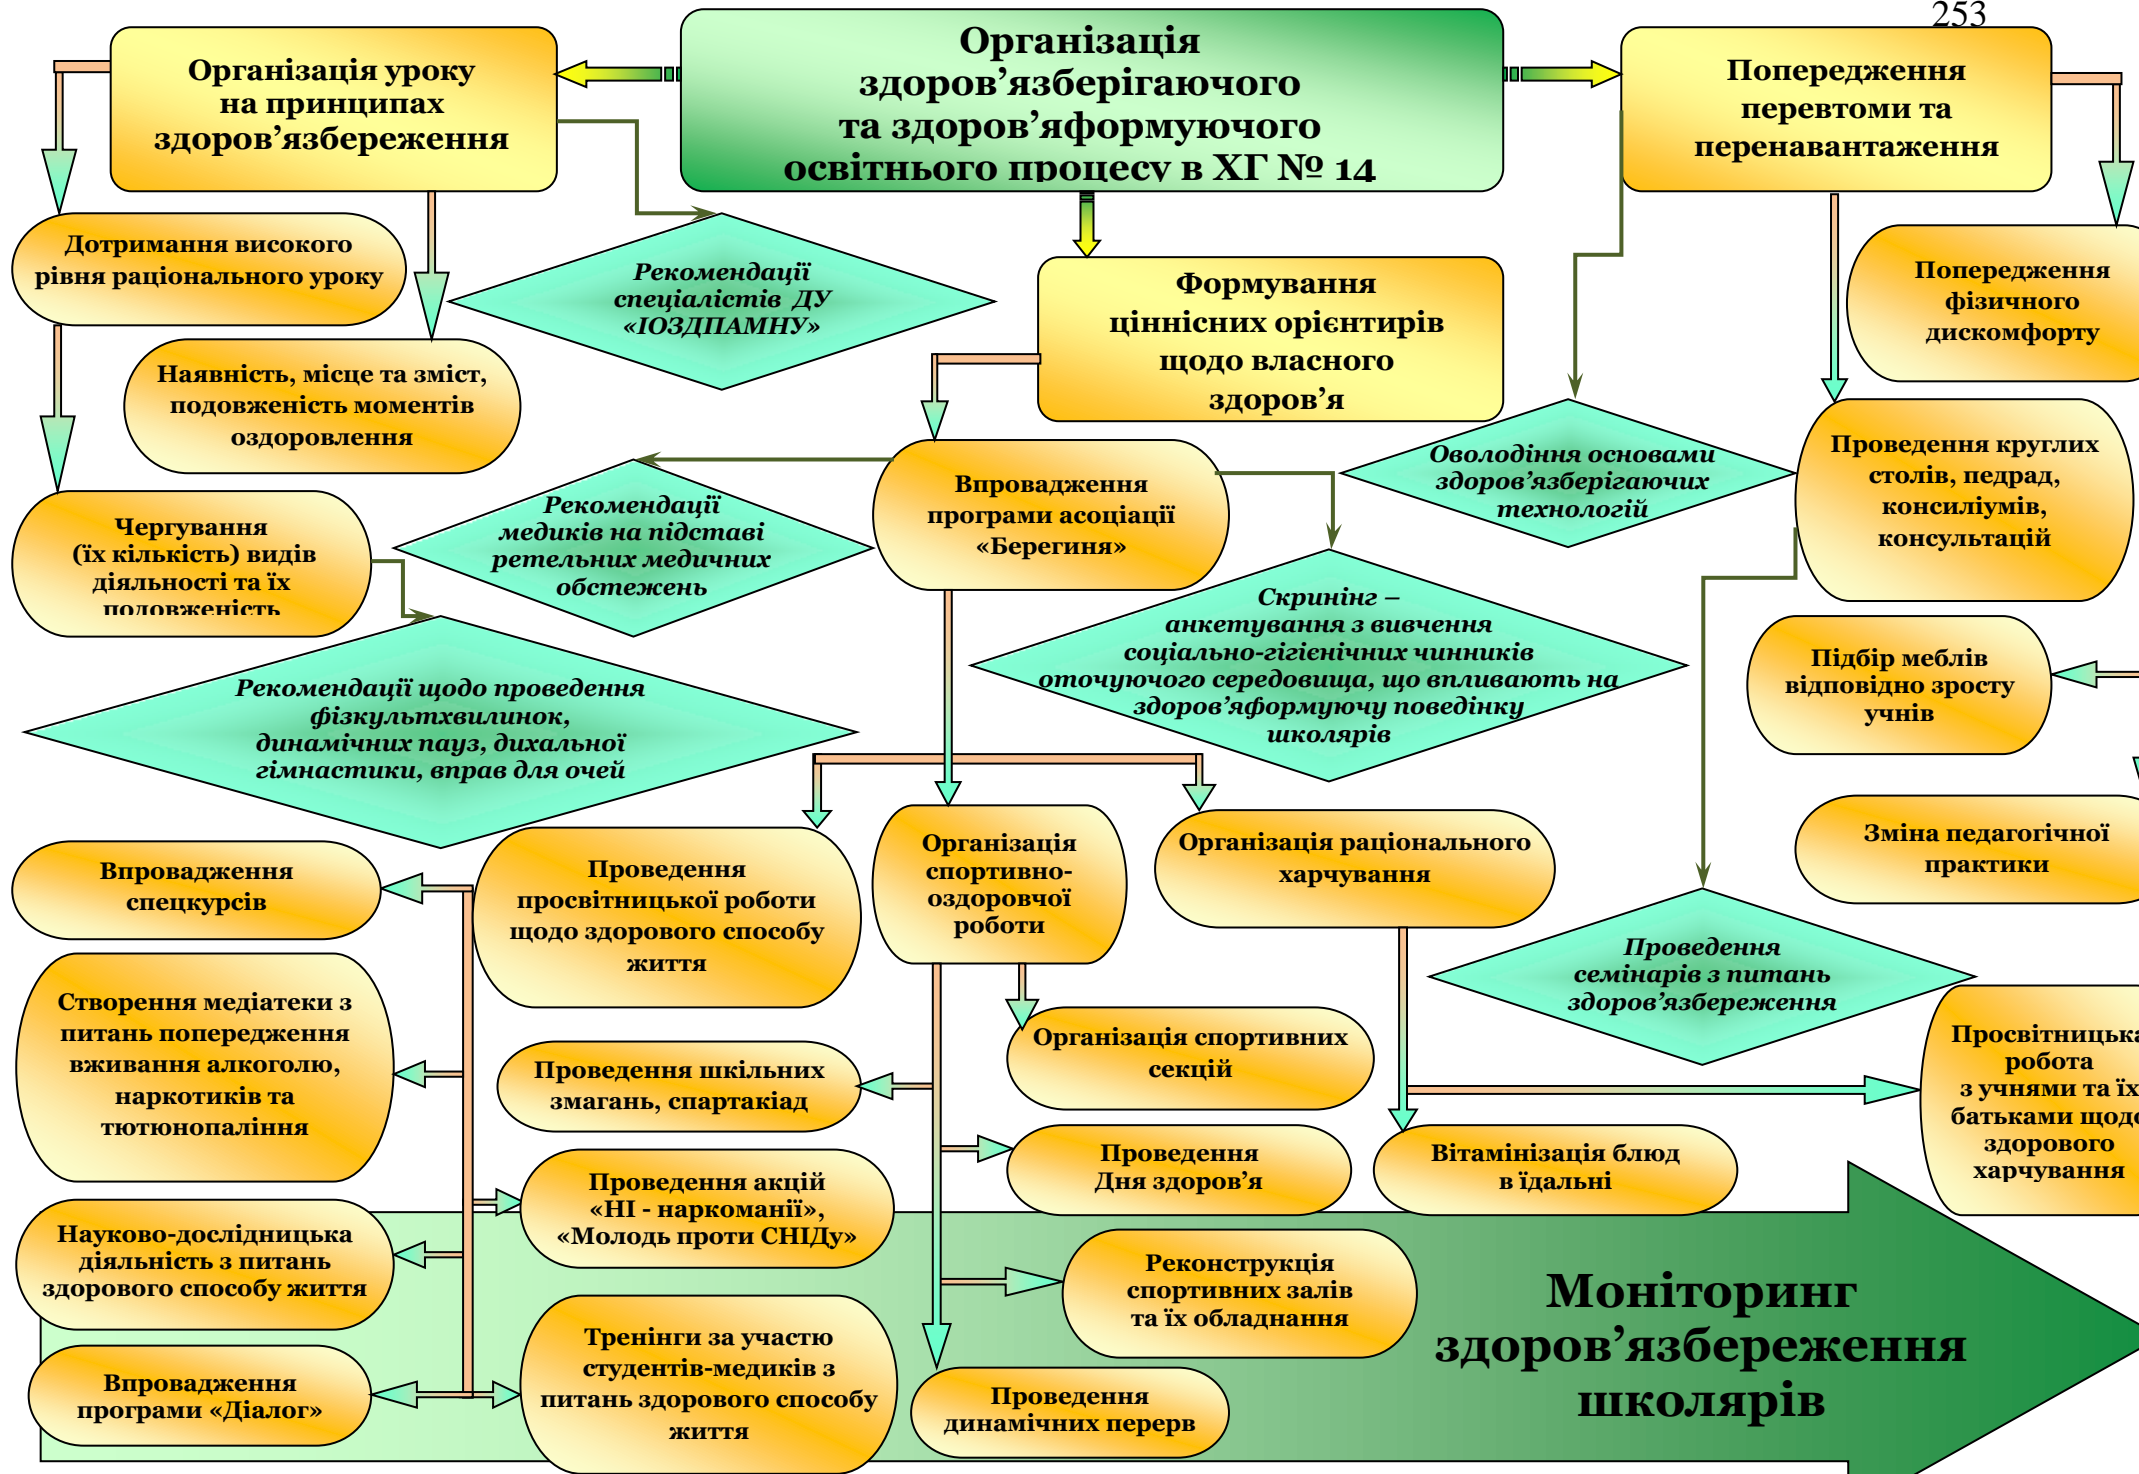 253
Організація
здоров’язберігаючого
та здоров’яформуючого
освітнього процесу в ХГ № 14
Організація уроку
на принципах
здоров’язбереження
Попередження
перевтоми та
перенавантаження
Дотримання високого
рівня раціонального уроку
Рекомендації
спеціалістів ДУ
«ІОЗДПАМНУ»
Формування
ціннісних орієнтирів
щодо власного
здоров’я
Попередження
фізичного
дискомфорту
Наявність, місце та зміст,
подовженість моментів
оздоровлення
Чергування
(їх кількість) видів
діяльності та їх
подовженість
Рекомендації
медиків на підставі
ретельних медичних
обстежень
Впровадження
програми асоціації
«Берегиня»
Оволодіння основами
здоров’язберігаючих
технологій
Проведення круглих
столів, педрад,
консиліумів,
консультацій
Скринінг –
анкетування з вивчення
соціально-гігієнічних чинників
оточуючого середовища, що впливають на
здоров’яформуючу поведінку
школярів
Підбір меблів
відповідно зросту
учнів
Рекомендації щодо проведення
фізкультхвилинок,
динамічних пауз, дихальної
гімнастики, вправ для очей
Зміна педагогічної
практики
Впровадження
спецкурсів
Проведення
просвітницької роботи
щодо здорового способу
життя
Організація
спортивно-
оздоровчої
роботи
Організація раціонального
харчування
Проведення
семінарів з питань
здоров’язбереження
Створення медіатеки з
питань попередження
вживання алкоголю,
наркотиків та
тютюнопаління
Організація спортивних
секцій
Проведення шкільних
змагань, спартакіад
Просвітницька
робота
з учнями та їх
батьками щодо
здорового
харчування
Проведення
Дня здоров’я
Вітамінізація блюд
в їдальні
Проведення акцій
«НІ - наркоманії»,
«Молодь проти СНІДу»
Науково-дослідницька
діяльність з питань
здорового способу життя
Реконструкція
спортивних залів
та їх обладнання
Моніторинг
здоров’язбереження
школярів
Тренінги за участю
студентів-медиків з
питань здорового способу
життя
Впровадження
програми «Діалог»
Проведення
динамічних перерв